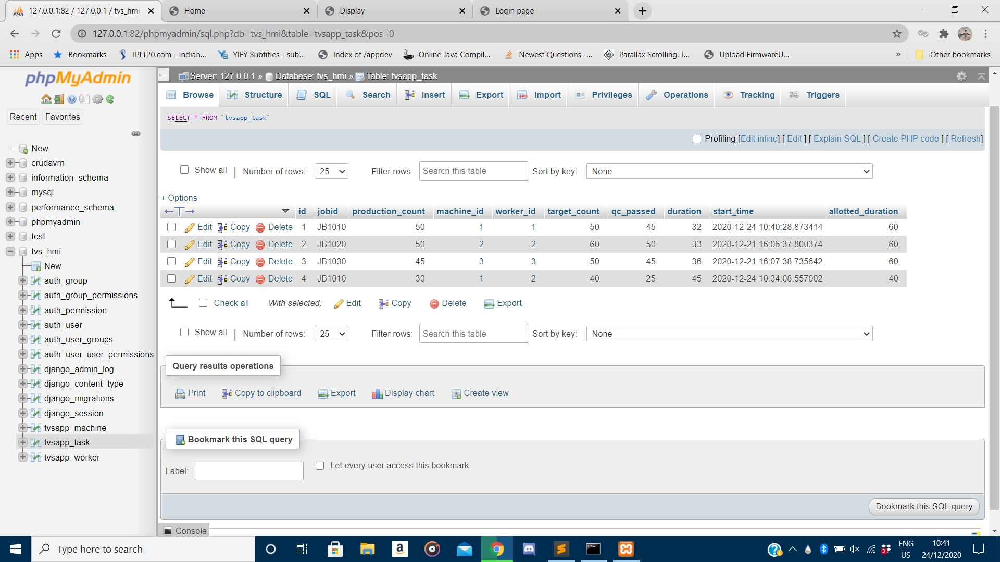 127.0.0.1:82 / 127.0.0.1 / tvs_hmi
Home
Display
Login page
127.0.0.1:82/phpmyadmin/sql.php?db=tvs_hmi&table=tvsapp_task&pos=0
Apps Bookmarks IPLT20.com - Indian... YIFY Subtitles - sub... Index of /appdev Online Java Compil... Newest Questions -... Parallax Scrolling, J... Upload FirmwareU... » Other bookmarks
phpMyAdmin
Recent Favorites
New
crudavrn
information_schema
mysql
performance_schema
phpmyadmin
test
tvs_hmi
New
auth_group
auth_group_permissions
auth_permission
auth_user
auth_user_groups
auth_user_user_permissions
django_admin_log
django_content_type
django_migrations
django_session
tvsapp_machine
tvsapp_task
tvsapp_worker
Server: 127.0.0.1 » Database: tvs_hmi » Table: tvsapp_task
Browse Structure SQL Search Insert Export Import Privileges Operations Tracking Triggers
SELECT * FROM `tvsapp_task`
Profiling [Edit inline] [ Edit ] [ Explain SQL ] [ Create PHP code ] [ Refresh]
Show all | Number of rows: 25 Filter rows: Search this table Sort by key: None
+ Options
←T→ id jobid production_count machine_id worker_id target_count qc_passed duration start_time allotted_duration
Edit Copy Delete 1 JB1010 50 1 1 50 45 32 2020-12-24 10:40:28.873414 60
Edit Copy Delete 2 JB1020 50 2 2 60 50 33 2020-12-21 16:06:37.800374 60
Edit Copy Delete 3 JB1030 45 3 3 50 45 36 2020-12-21 16:07:38.735642 60
Edit Copy Delete 4 JB1010 30 1 2 40 25 45 2020-12-24 10:34:08.557002 40
Check all With selected: Edit Copy Delete Export
Show all | Number of rows: 25 Filter rows: Search this table Sort by key: None
Query results operations
Print Copy to clipboard Export Display chart Create view
Bookmark this SQL query
Label: Let every user access this bookmark
Bookmark this SQL query
Console
Type here to search
ENG
US
10:41
24/12/2020